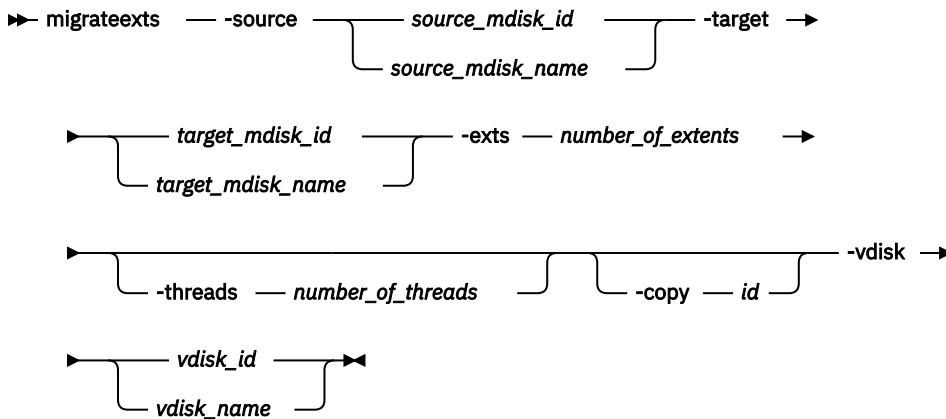 migrateexts -source source_mdisk_id -target
source_mdisk_name
target_mdisk_id -exts number_of_extents
target_mdisk_name
-vdisk
-threads number_of_threads -copy id
vdisk_id
vdisk_name